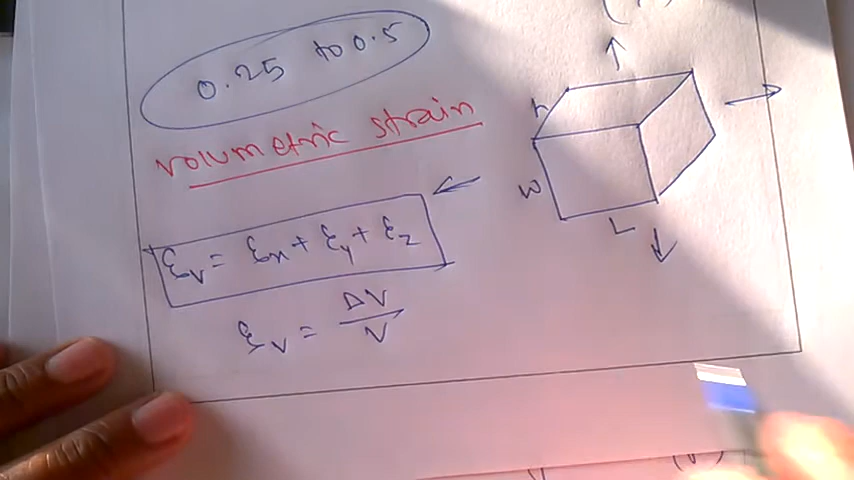 0.25 to 0.5
volumetric strain
εv = εx + εy + εz
εv = ΔV / V
h
W
L